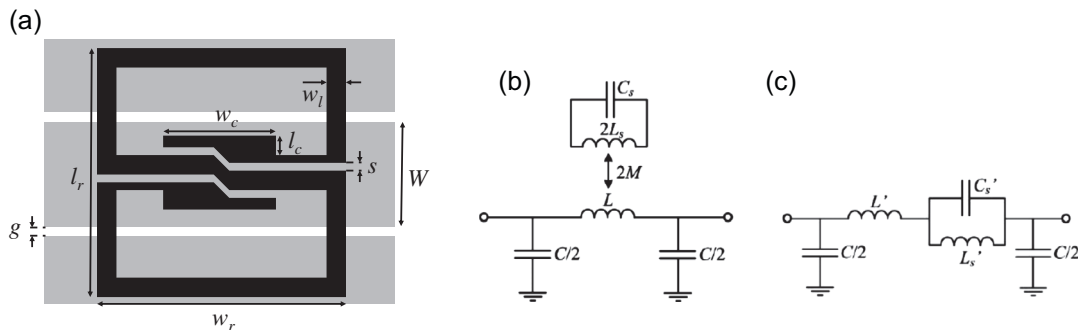 (a)
w_l
w_c
l_c
s
l_r
W
g
w_r
(b)
C_s
2L_s
2M
L
C/2
C/2
(c)
C_s'
L'
L_s'
C/2
C/2